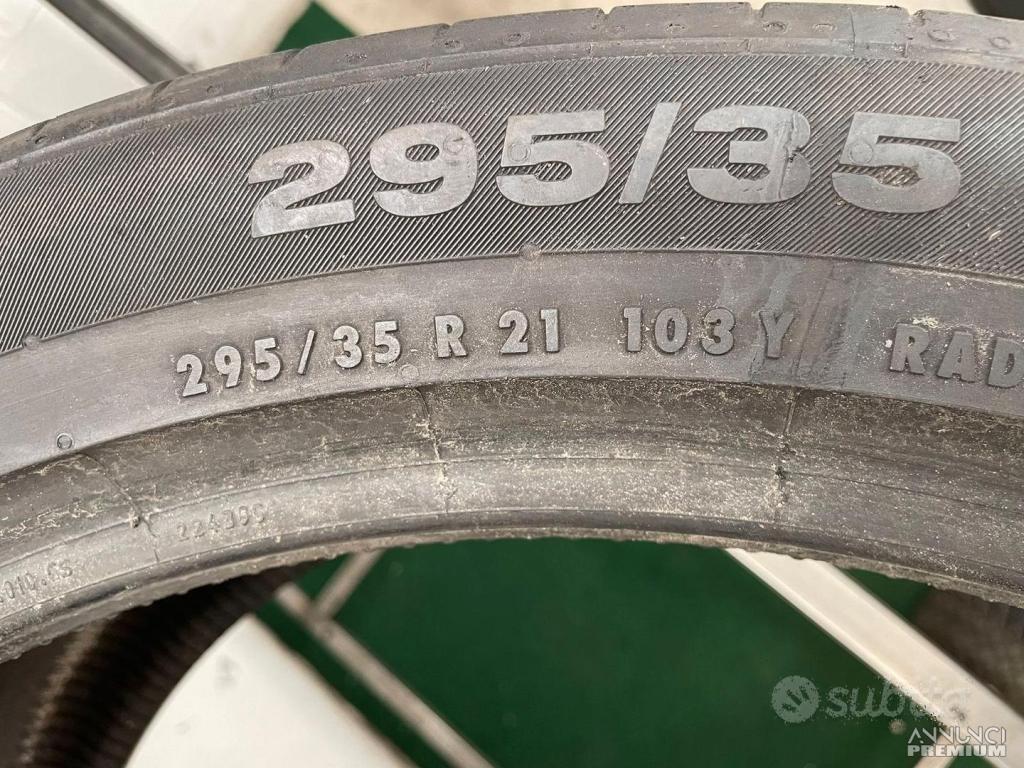 295/35
295/35 R 21 103 Y RAD
224399
subito
ANNUNCI
PREMIUM